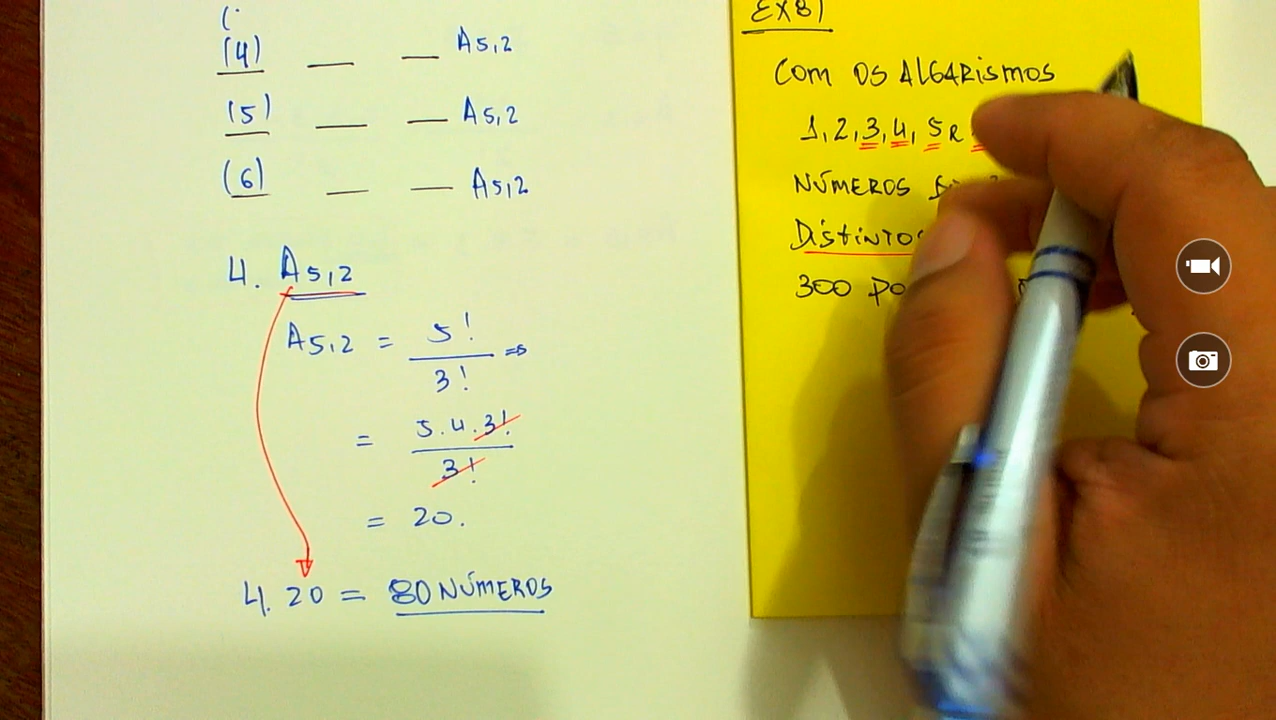 (4) __ __ A5,2
(5) __ __ A5,2
(6) __ __ A5,2
4. A5,2
A5,2 = 5! / 3! ⇒
= 5.4.3! / 3!
= 20.
4. 20 = 80 NÚMEROS
EX8)
COM OS ALGARISMOS
1, 2, 3, 4, 5 E
NÚMEROS
DISTINTOS
300